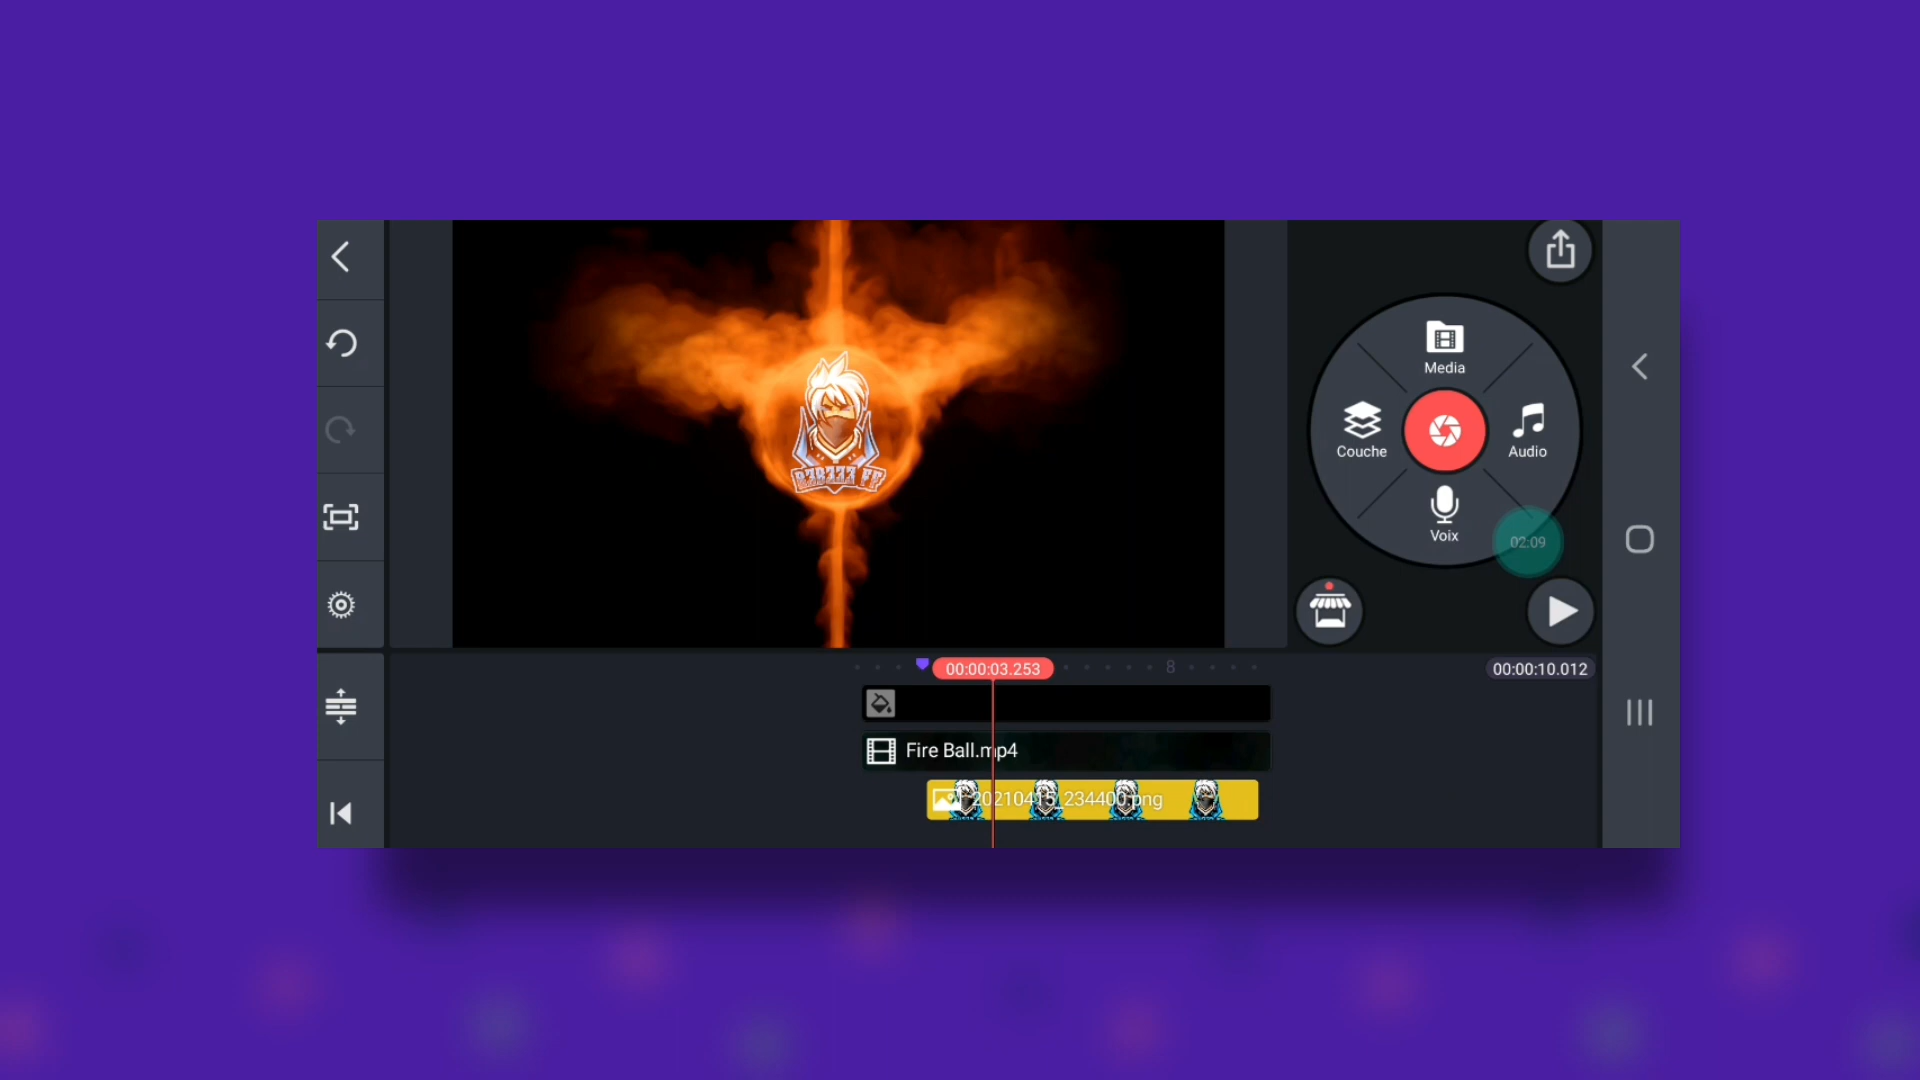 Media
Couche
Audio
Voix
02:09
00:00:03.253
8
00:00:10.012
Fire Ball.mp4
20210415_234400.png